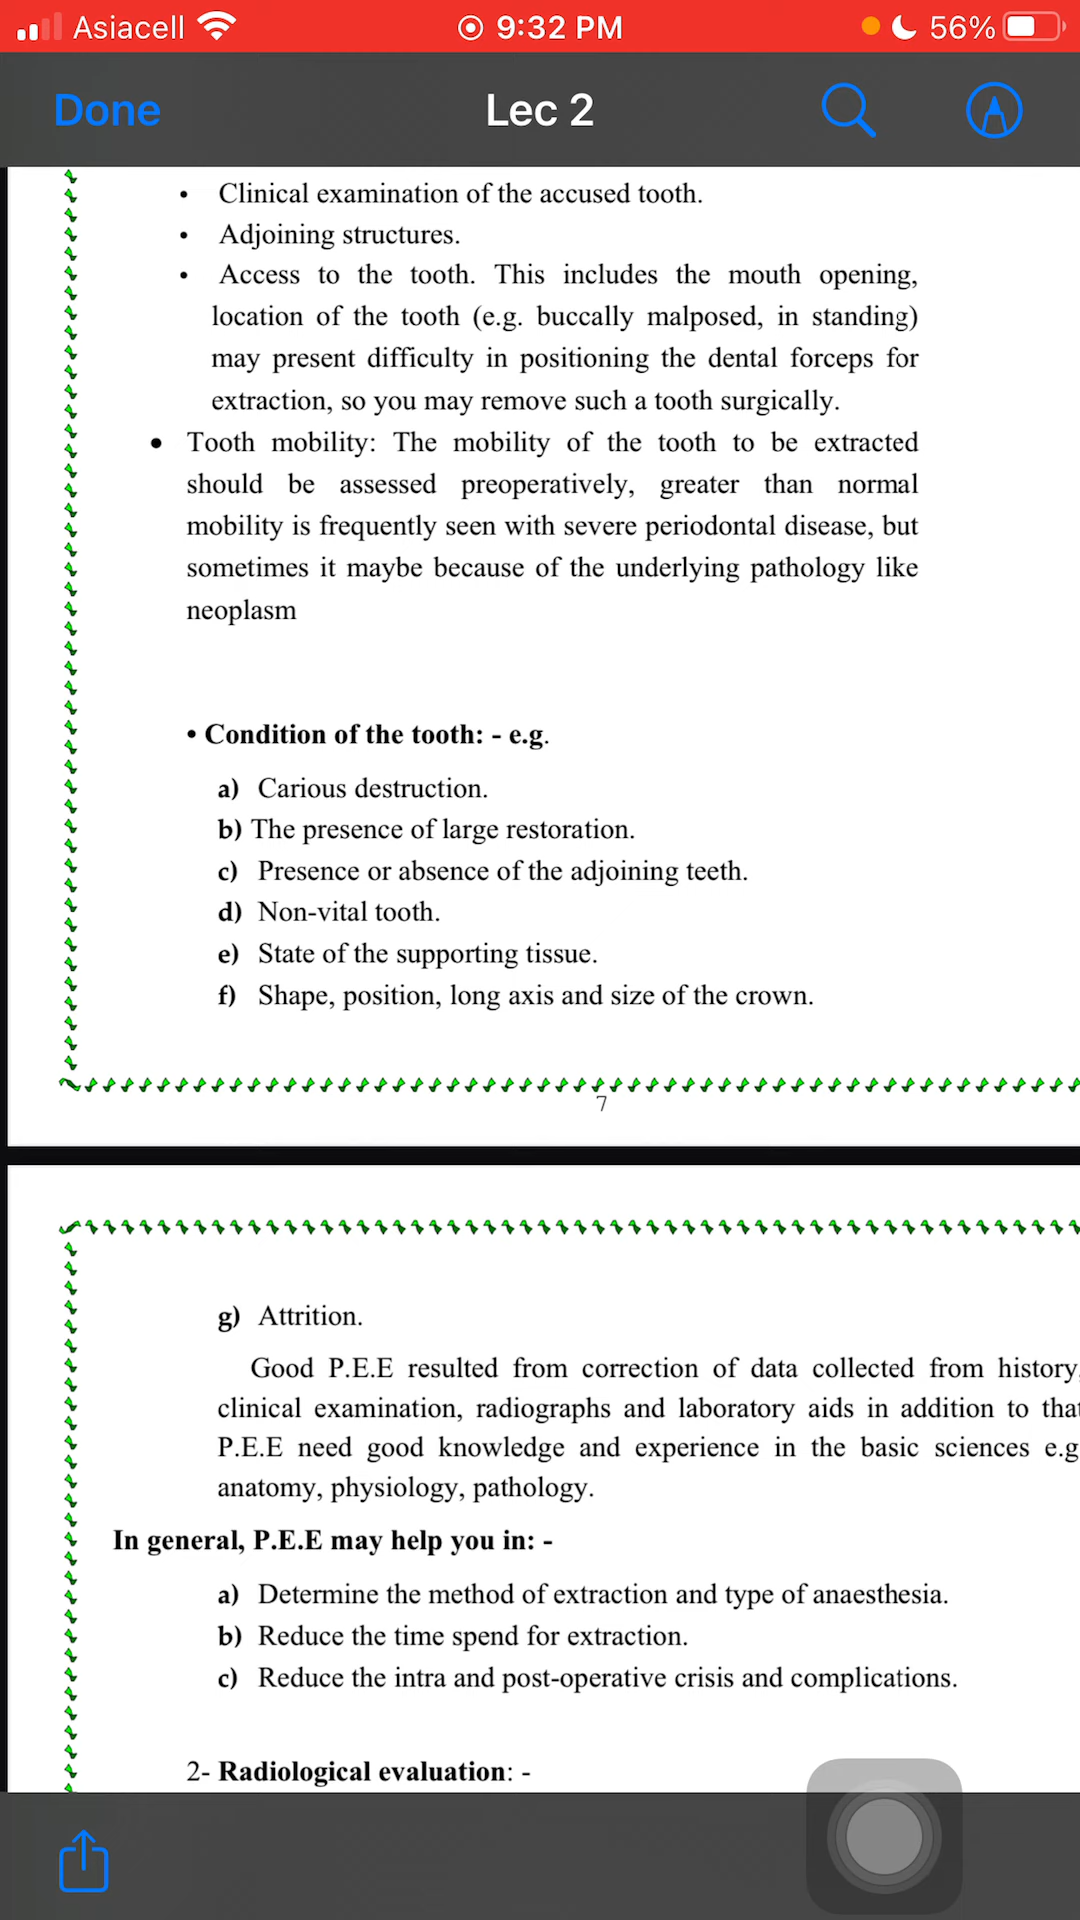 Asiacell 9:32 PM 56%
Done Lec 2
• Clinical examination of the accused tooth.
• Adjoining structures.
• Access to the tooth. This includes the mouth opening,
location of the tooth (e.g. buccally malposed, in standing)
may present difficulty in positioning the dental forceps for
extraction, so you may remove such a tooth surgically.
• Tooth mobility: The mobility of the tooth to be extracted
should be assessed preoperatively, greater than normal
mobility is frequently seen with severe periodontal disease, but
sometimes it maybe because of the underlying pathology like
neoplasm
• Condition of the tooth: - e.g.
a) Carious destruction.
b) The presence of large restoration.
c) Presence or absence of the adjoining teeth.
d) Non-vital tooth.
e) State of the supporting tissue.
f) Shape, position, long axis and size of the crown.
7
g) Attrition.
Good P.E.E resulted from correction of data collected from history,
clinical examination, radiographs and laboratory aids in addition to that
P.E.E need good knowledge and experience in the basic sciences e.g
anatomy, physiology, pathology.
In general, P.E.E may help you in: -
a) Determine the method of extraction and type of anaesthesia.
b) Reduce the time spend for extraction.
c) Reduce the intra and post-operative crisis and complications.
2- Radiological evaluation: -